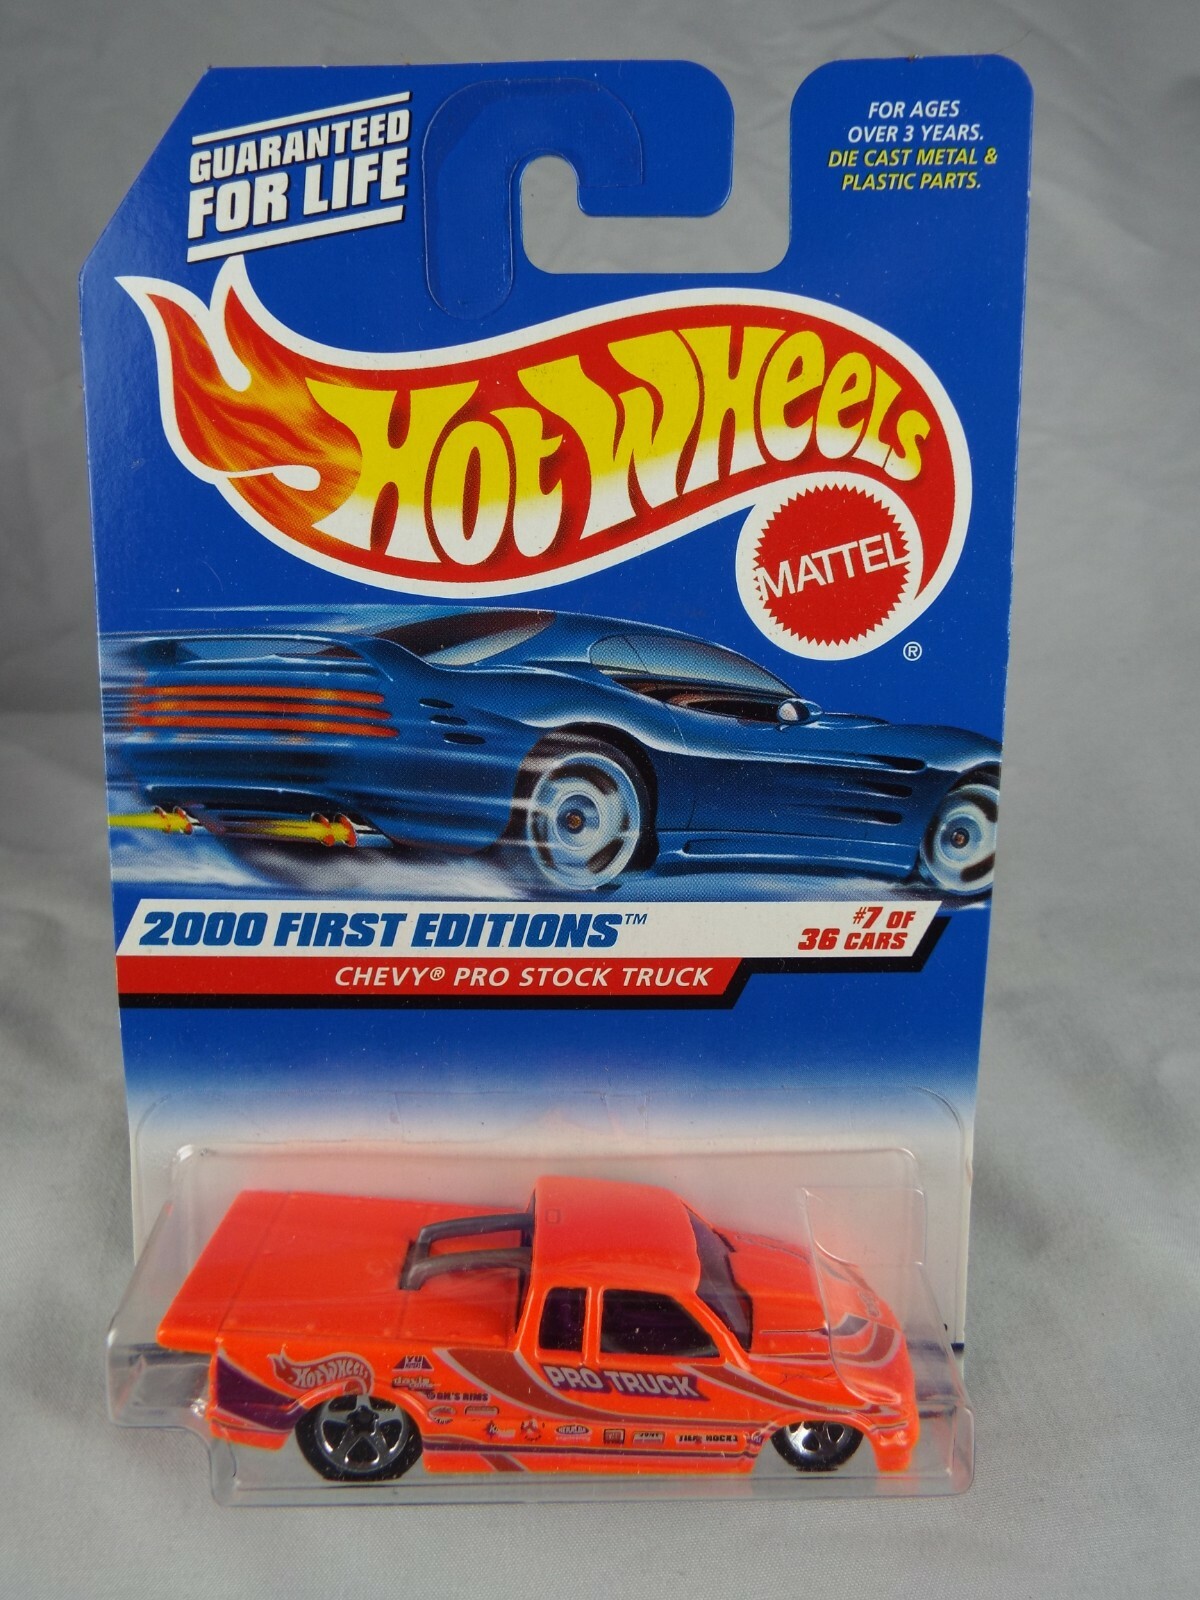 GUARANTEED
FOR LIFE
FOR AGES
OVER 3 YEARS.
DIE CAST METAL &
PLASTIC PARTS.
HOT WHEELS
MATTEL
®
2000 FIRST EDITIONS™
#7 OF
36 CARS
CHEVY® PRO STOCK TRUCK
HOT WHEELS
PRO TRUCK